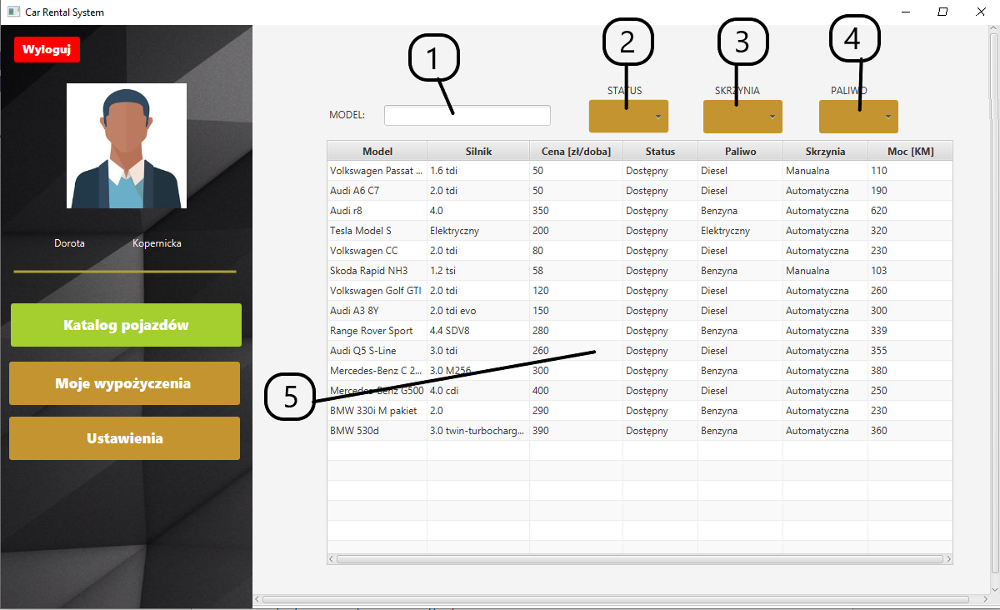 Car Rental System
Wyloguj
1
2
3
4
STATUS
SKRZYNIA
PALIWO
MODEL:
Model Silnik Cena [zł/doba] Status Paliwo Skrzynia Moc [KM]
Volkswagen Passat ... 1.6 tdi 50 Dostępny Diesel Manualna 110
Audi A6 C7 2.0 tdi 50 Dostępny Diesel Automatyczna 190
Audi r8 4.0 350 Dostępny Benzyna Automatyczna 620
Tesla Model S Elektryczny 200 Dostępny Elektryczny Automatyczna 320
Volkswagen CC 2.0 tdi 80 Dostępny Diesel Automatyczna 230
Skoda Rapid NH3 1.2 tsi 58 Dostępny Benzyna Manualna 103
Volkswagen Golf GTI 2.0 tdi 120 Dostępny Diesel Automatyczna 260
Audi A3 8Y 2.0 tdi evo 150 Dostępny Diesel Automatyczna 300
Range Rover Sport 4.4 SDV8 280 Dostępny Benzyna Automatyczna 339
Audi Q5 S-Line 3.0 tdi 260 Dostępny Diesel Automatyczna 355
Mercedes-Benz C 2... 3.0 M256 300 Dostępny Benzyna Automatyczna 380
Mercedes-Benz G500 4.0 cdi 400 Dostępny Diesel Automatyczna 250
BMW 330i M pakiet 2.0 290 Dostępny Benzyna Automatyczna 230
BMW 530d 3.0 twin-turbocharg... 390 Dostępny Benzyna Automatyczna 360
5
Dorota Kopernicka
Katalog pojazdów
Moje wypożyczenia
Ustawienia